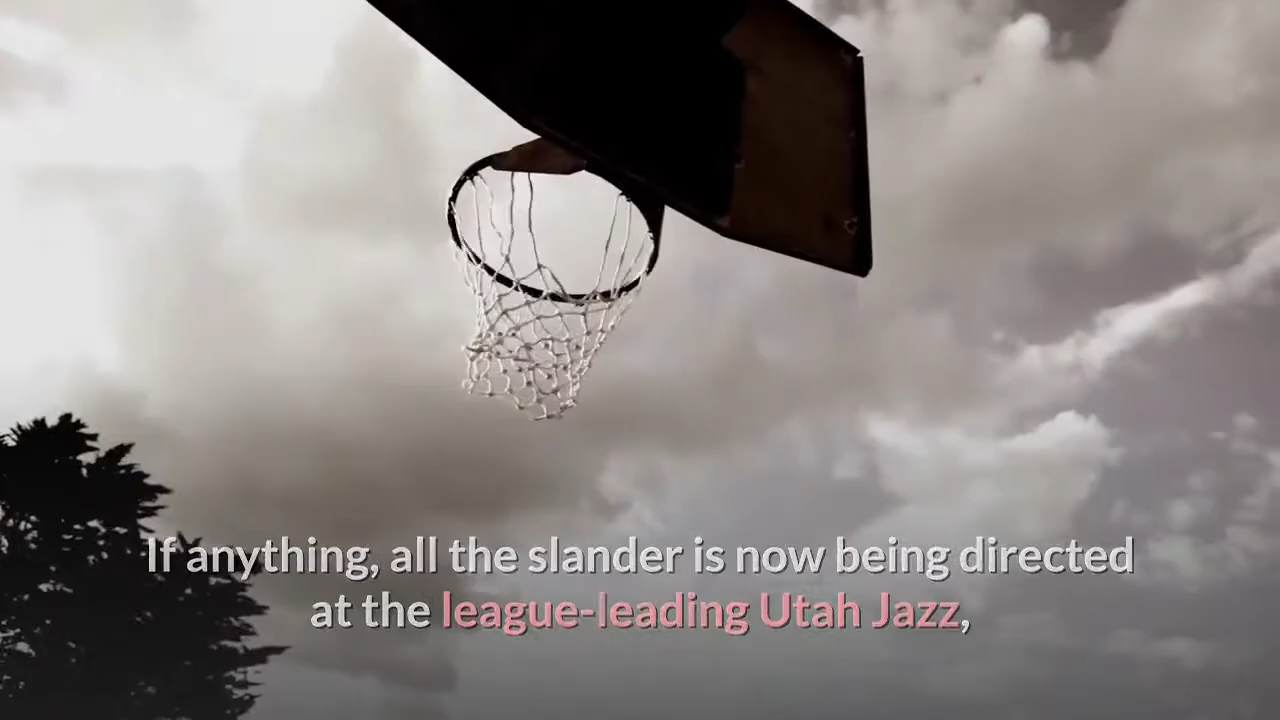 If anything, all the slander is now being directed
at the league-leading Utah Jazz,